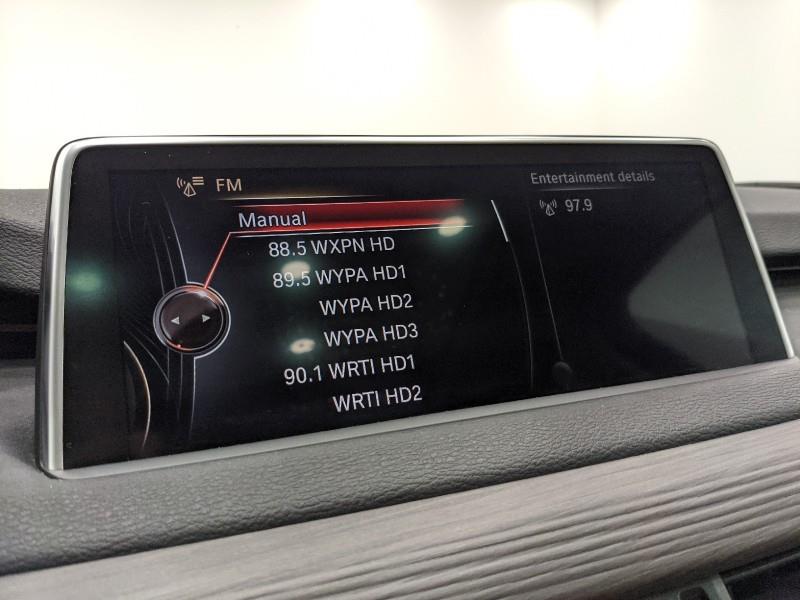 FM
Manual
88.5 WXPN HD
89.5 WYPA HD1
WYPA HD2
WYPA HD3
90.1 WRTI HD1
WRTI HD2
Entertainment details
97.9